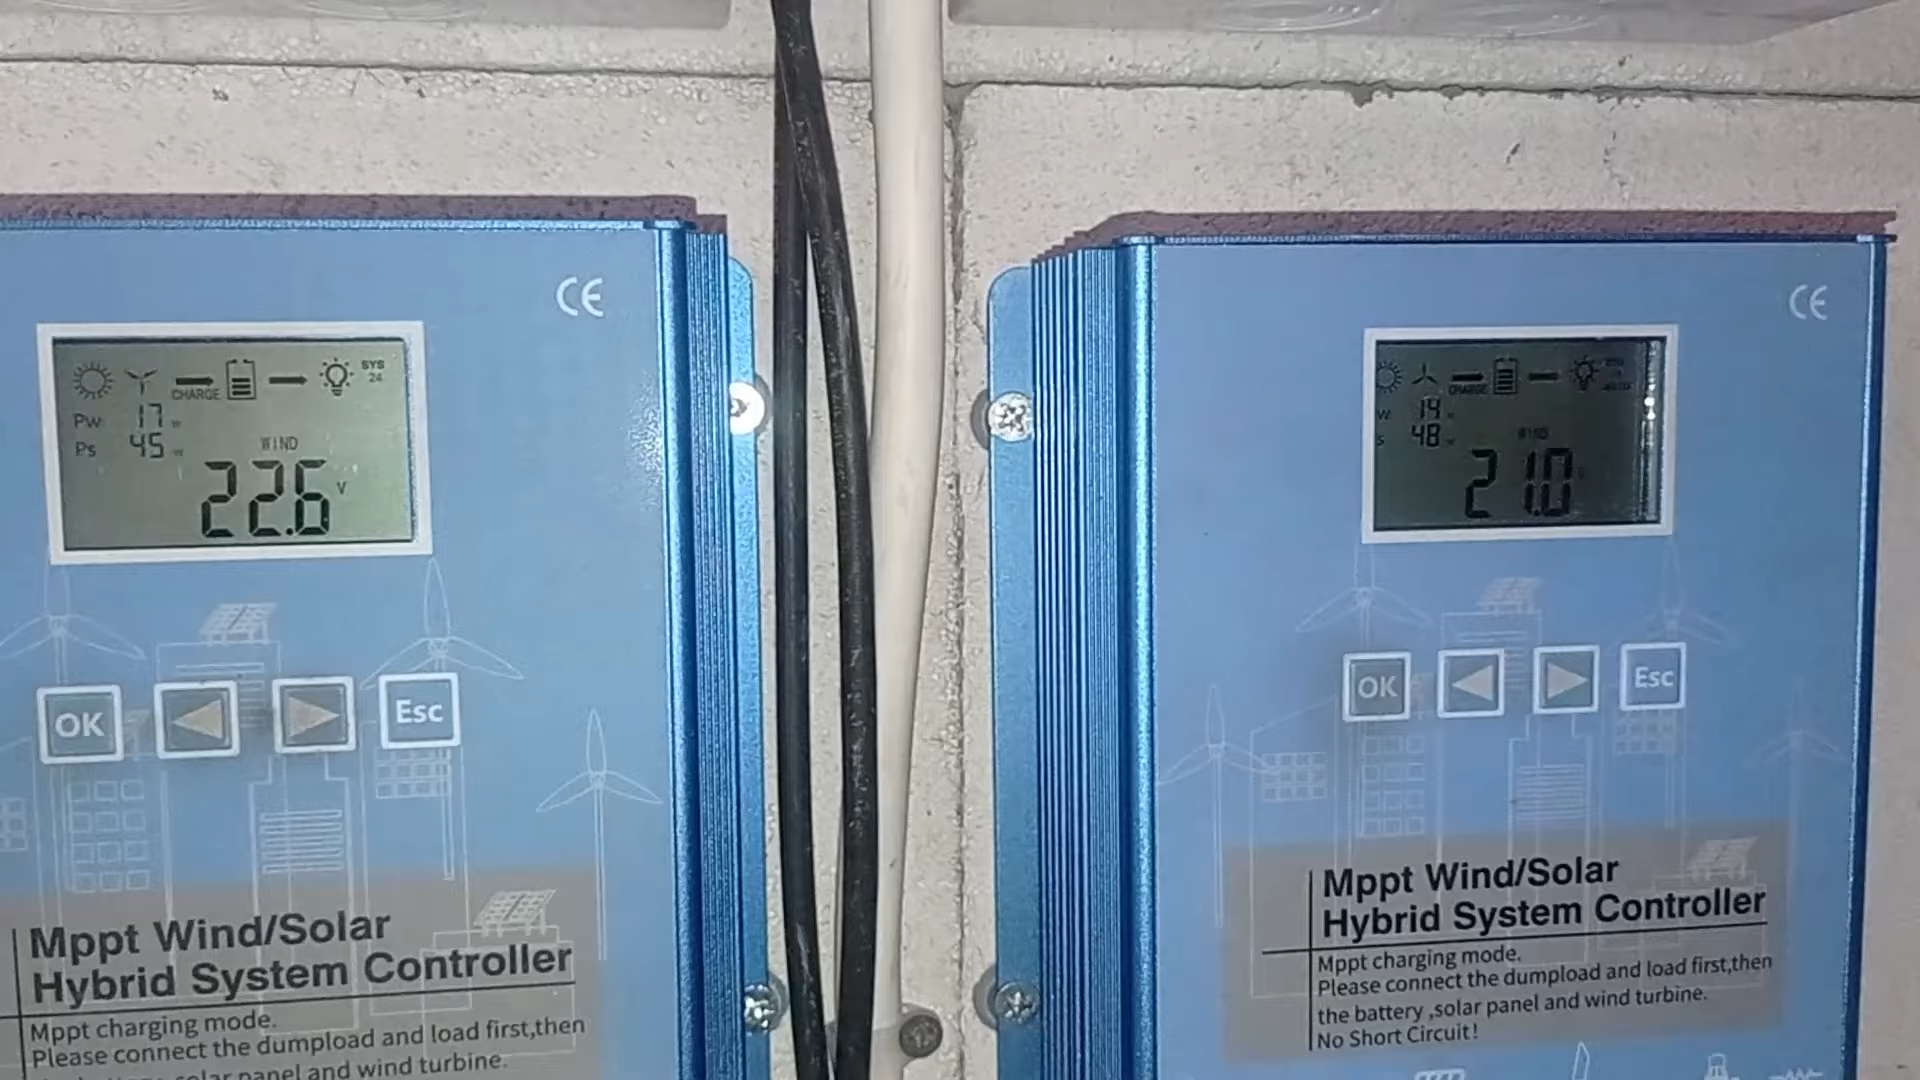 CE
SYS
24
CHARGE
Pw 17 w
Ps 45 w
WIND
22.6 V
OK
Esc
Mppt Wind/Solar
Hybrid System Controller
Mppt charging mode.
Please connect the dumpload and load first,then
solar panel and wind turbine.
CE
CHARGE
14
48
WIND
21.0
OK
Esc
Mppt Wind/Solar
Hybrid System Controller
Mppt charging mode.
Please connect the dumpload and load first,then
the battery ,solar panel and wind turbine.
No Short Circuit!